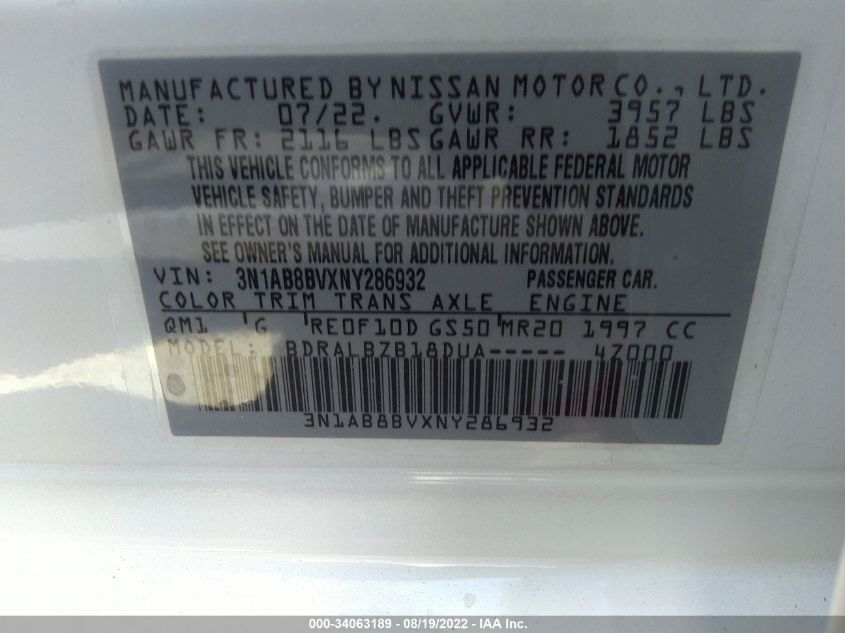 MANUFACTURED BY NISSAN MOTOR CO., LTD.
DATE: 07/22. GVWR: 3957 LBS
GAWR FR: 2116 LBS GAWR RR: 1852 LBS
THIS VEHICLE CONFORMS TO ALL APPLICABLE FEDERAL MOTOR
VEHICLE SAFETY, BUMPER AND THEFT PREVENTION STANDARDS
IN EFFECT ON THE DATE OF MANUFACTURE SHOWN ABOVE.
SEE OWNER'S MANUAL FOR ADDITIONAL INFORMATION.
VIN: 3N1AB8BVXNY286932 PASSENGER CAR.
COLOR TRIM TRANS AXLE ENGINE
QM1 G RE0F10D GS50 MR20 1997 CC
MODEL: BDRALBZB18DUA----- 47000
3N1AB8BVXNY286932
000-34063189 - 08/19/2022 - IAA Inc.